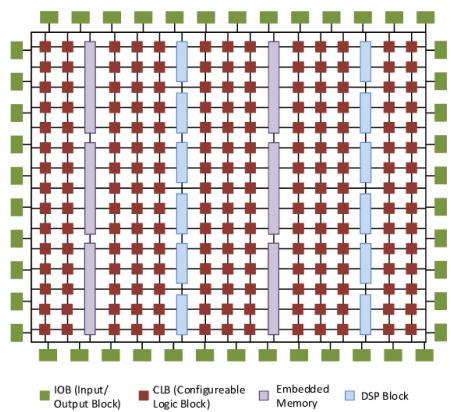 IOB (Input/
Output Block)
CLB (Configureable
Logic Block)
Embedded
Memory
DSP Block